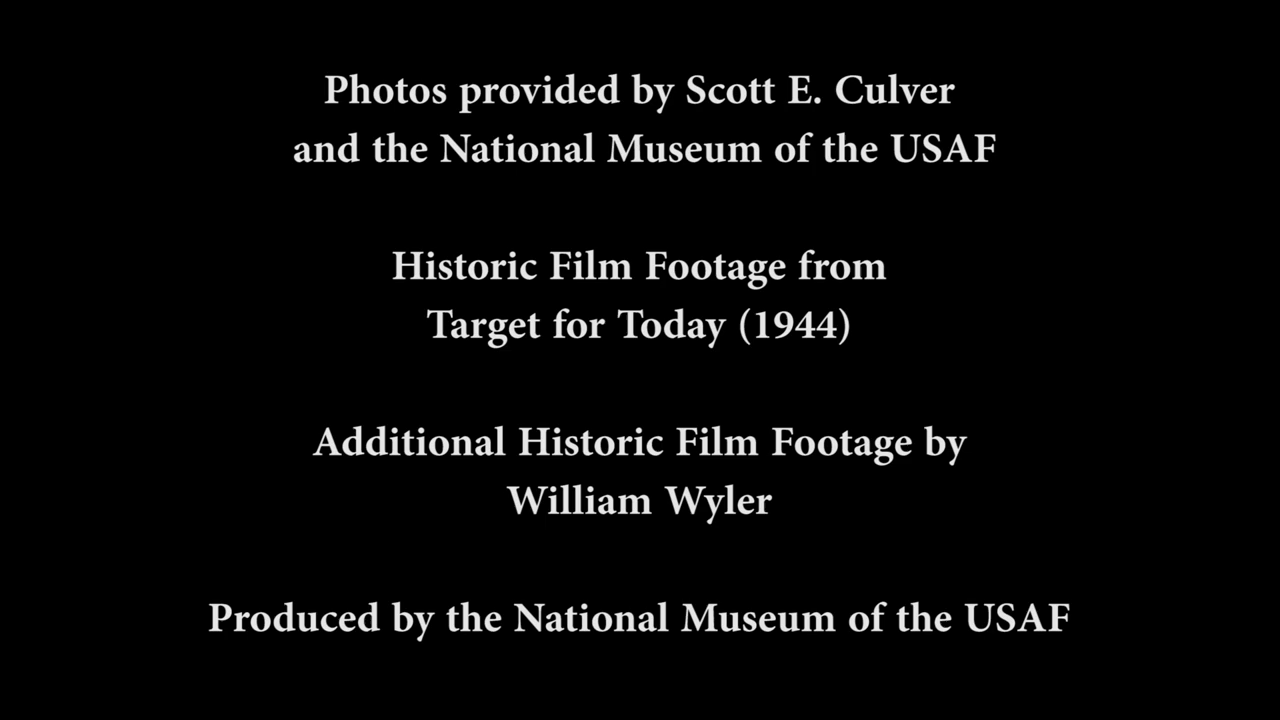 Photos provided by Scott E. Culver
and the National Museum of the USAF
Historic Film Footage from
Target for Today (1944)
Additional Historic Film Footage by
William Wyler
Produced by the National Museum of the USAF